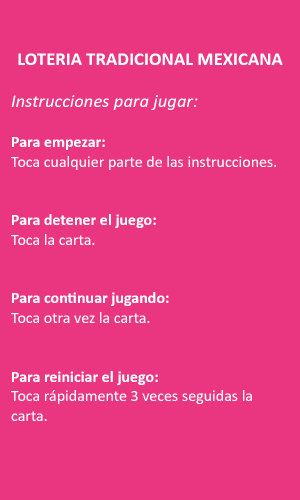 LOTERIA TRADICIONAL MEXICANA
Instrucciones para jugar:
Para empezar:
Toca cualquier parte de las instrucciones.
Para detener el juego:
Toca la carta.
Para continuar jugando:
Toca otra vez la carta.
Para reiniciar el juego:
Toca rápidamente 3 veces seguidas la
carta.